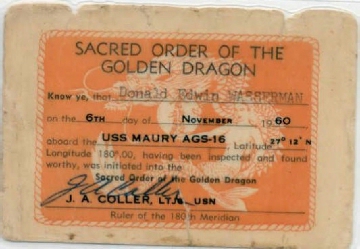 SACRED ORDER OF THE
GOLDEN DRAGON
Know ye, that Donald Edwin WASSERMAN
on the 6TH day of NOVEMBER 1960
aboard the USS MAURY AGS-16 Latitude 27° 12' N
Longitude 180°.00, having been inspected and found
worthy, was initiated into the
Sacred Order of the Golden Dragon
J. A. Coller
J. A. COLLER, LTJG USN
Ruler of the 180th Meridian